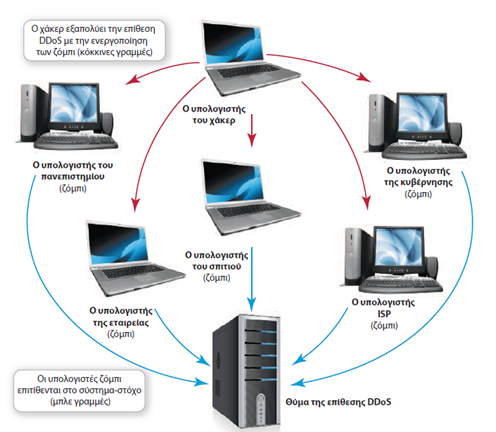 Ο χάκερ εξαπολύει την επίθεση
DDoS με την ενεργοποίηση
των ζόμπι (κόκκινες γραμμές)
Ο υπολογιστής
του χάκερ
Ο υπολογιστής του
πανεπιστημίου
(ζόμπι)
Ο υπολογιστής
της κυβέρνησης
(ζόμπι)
Ο υπολογιστής
του σπιτιού
(ζόμπι)
Ο υπολογιστής
της εταιρείας
(ζόμπι)
Ο υπολογιστής
ISP
(ζόμπι)
Οι υπολογιστές ζόμπι
επιτίθενται στο σύστημα-στόχο
(μπλε γραμμές)
Θύμα της επίθεσης DDoS